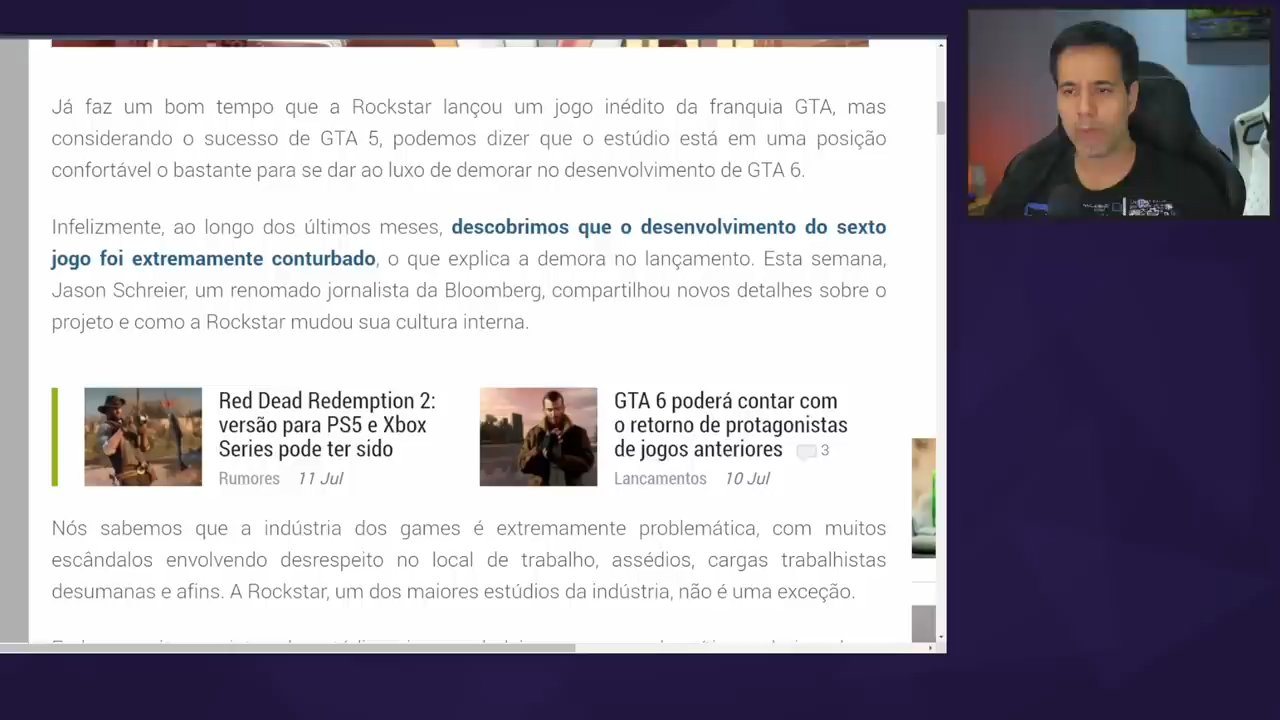 Já faz um bom tempo que a Rockstar lançou um jogo inédito da franquia GTA, mas
considerando o sucesso de GTA 5, podemos dizer que o estúdio está em uma posição
confortável o bastante para se dar ao luxo de demorar no desenvolvimento de GTA 6.
Infelizmente, ao longo dos últimos meses, descobrimos que o desenvolvimento do sexto
jogo foi extremamente conturbado, o que explica a demora no lançamento. Esta semana,
Jason Schreier, um renomado jornalista da Bloomberg, compartilhou novos detalhes sobre o
projeto e como a Rockstar mudou sua cultura interna.
Red Dead Redemption 2:
versão para PS5 e Xbox
Series pode ter sido
Rumores 11 Jul
GTA 6 poderá contar com
o retorno de protagonistas
de jogos anteriores 3
Lancamentos 10 Jul
Nós sabemos que a indústria dos games é extremamente problemática, com muitos
escândalos envolvendo desrespeito no local de trabalho, assédios, cargas trabalhistas
desumanas e afins. A Rockstar, um dos maiores estúdios da indústria, não é uma exceção.